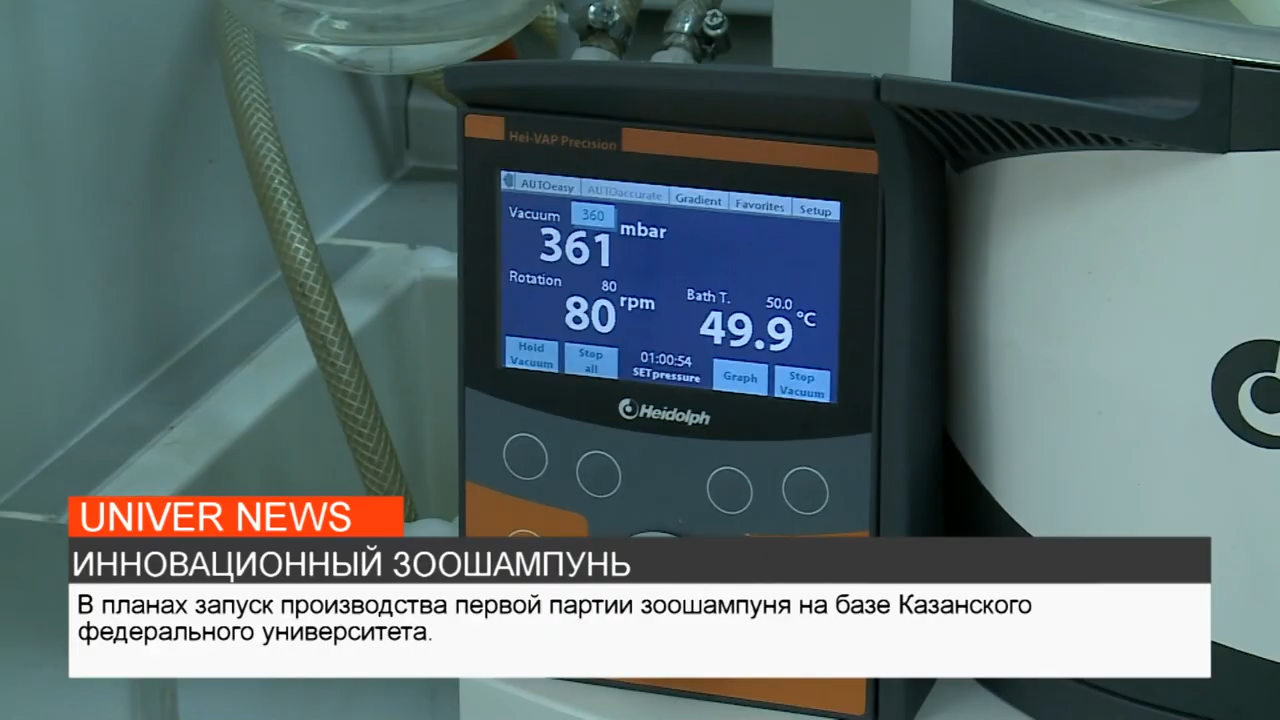 Hei-VAP Precision
AUTOeasy AUTOaccurate Gradient Favorites Setup
Vacuum 360 mbar
361
Rotation 80 rpm Bath T. 50.0 °C
80 49.9
Hold Vacuum Stop all 01:00:54 SETpressure Graph Stop Vacuum
Heidolph
UNIVER NEWS
ИННОВАЦИОННЫЙ ЗООШАМПУНЬ
В планах запуск производства первой партии зоошампуня на базе Казанского
федерального университета.